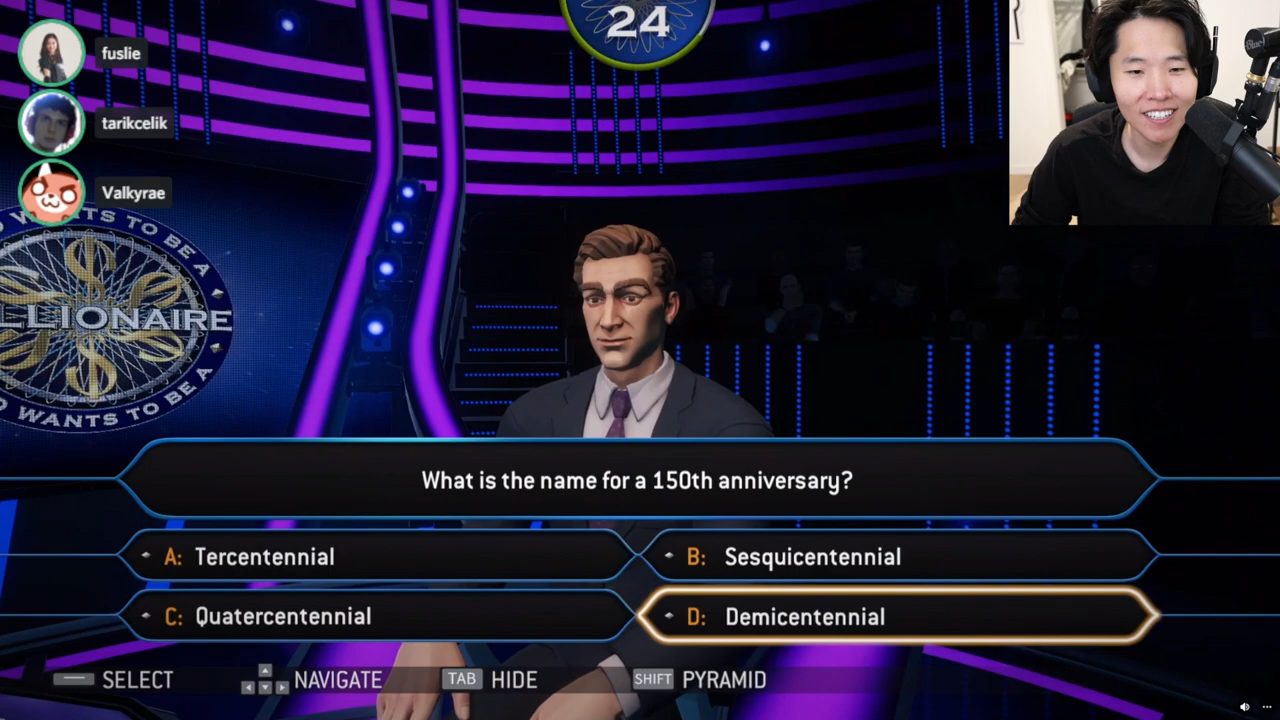 24
fuslie
tarikcelik
Valkyrae
WANTS TO BE A
LLIONAIRE
WANTS TO BE A
What is the name for a 150th anniversary?
A: Tercentennial
B: Sesquicentennial
C: Quatercentennial
D: Demicentennial
SELECT
NAVIGATE
TAB HIDE
SHIFT PYRAMID